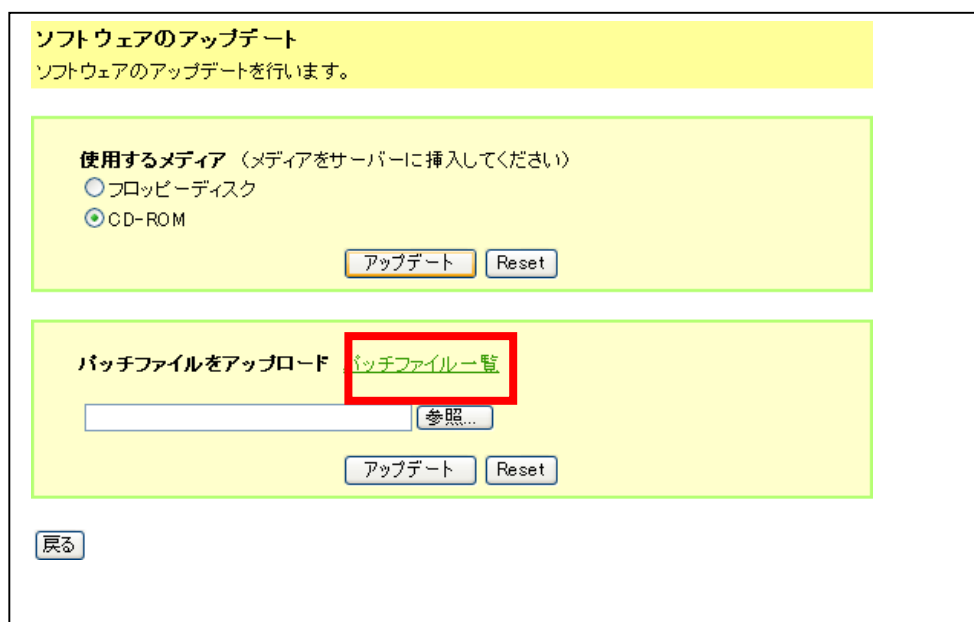 ソフトウェアのアップデート
ソフトウェアのアップデートを行います。
使用するメディア （メディアをサーバーに挿入してください）
フロッピーディスク
CD-ROM
アップデート Reset
パッチファイルをアップロード パッチファイル一覧
参照...
アップデート Reset
戻る